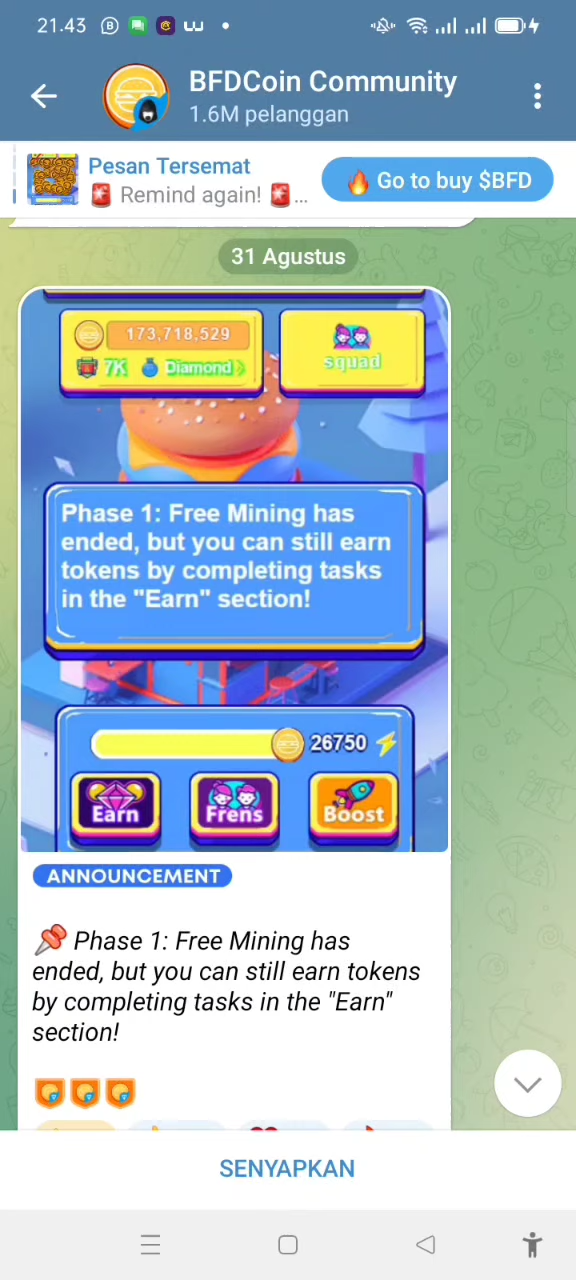 21.43
BFDCoin Community
1.6M pelanggan
Pesan Tersemat
🚨 Remind again! 🚨...
🔥 Go to buy $BFD
31 Agustus
173,718,529
7K Diamond >
squad
Phase 1: Free Mining has
ended, but you can still earn
tokens by completing tasks
in the "Earn" section!
26750 ⚡
Earn
Frens
Boost
ANNOUNCEMENT
📌 Phase 1: Free Mining has
ended, but you can still earn tokens
by completing tasks in the "Earn"
section!
SENYAPKAN